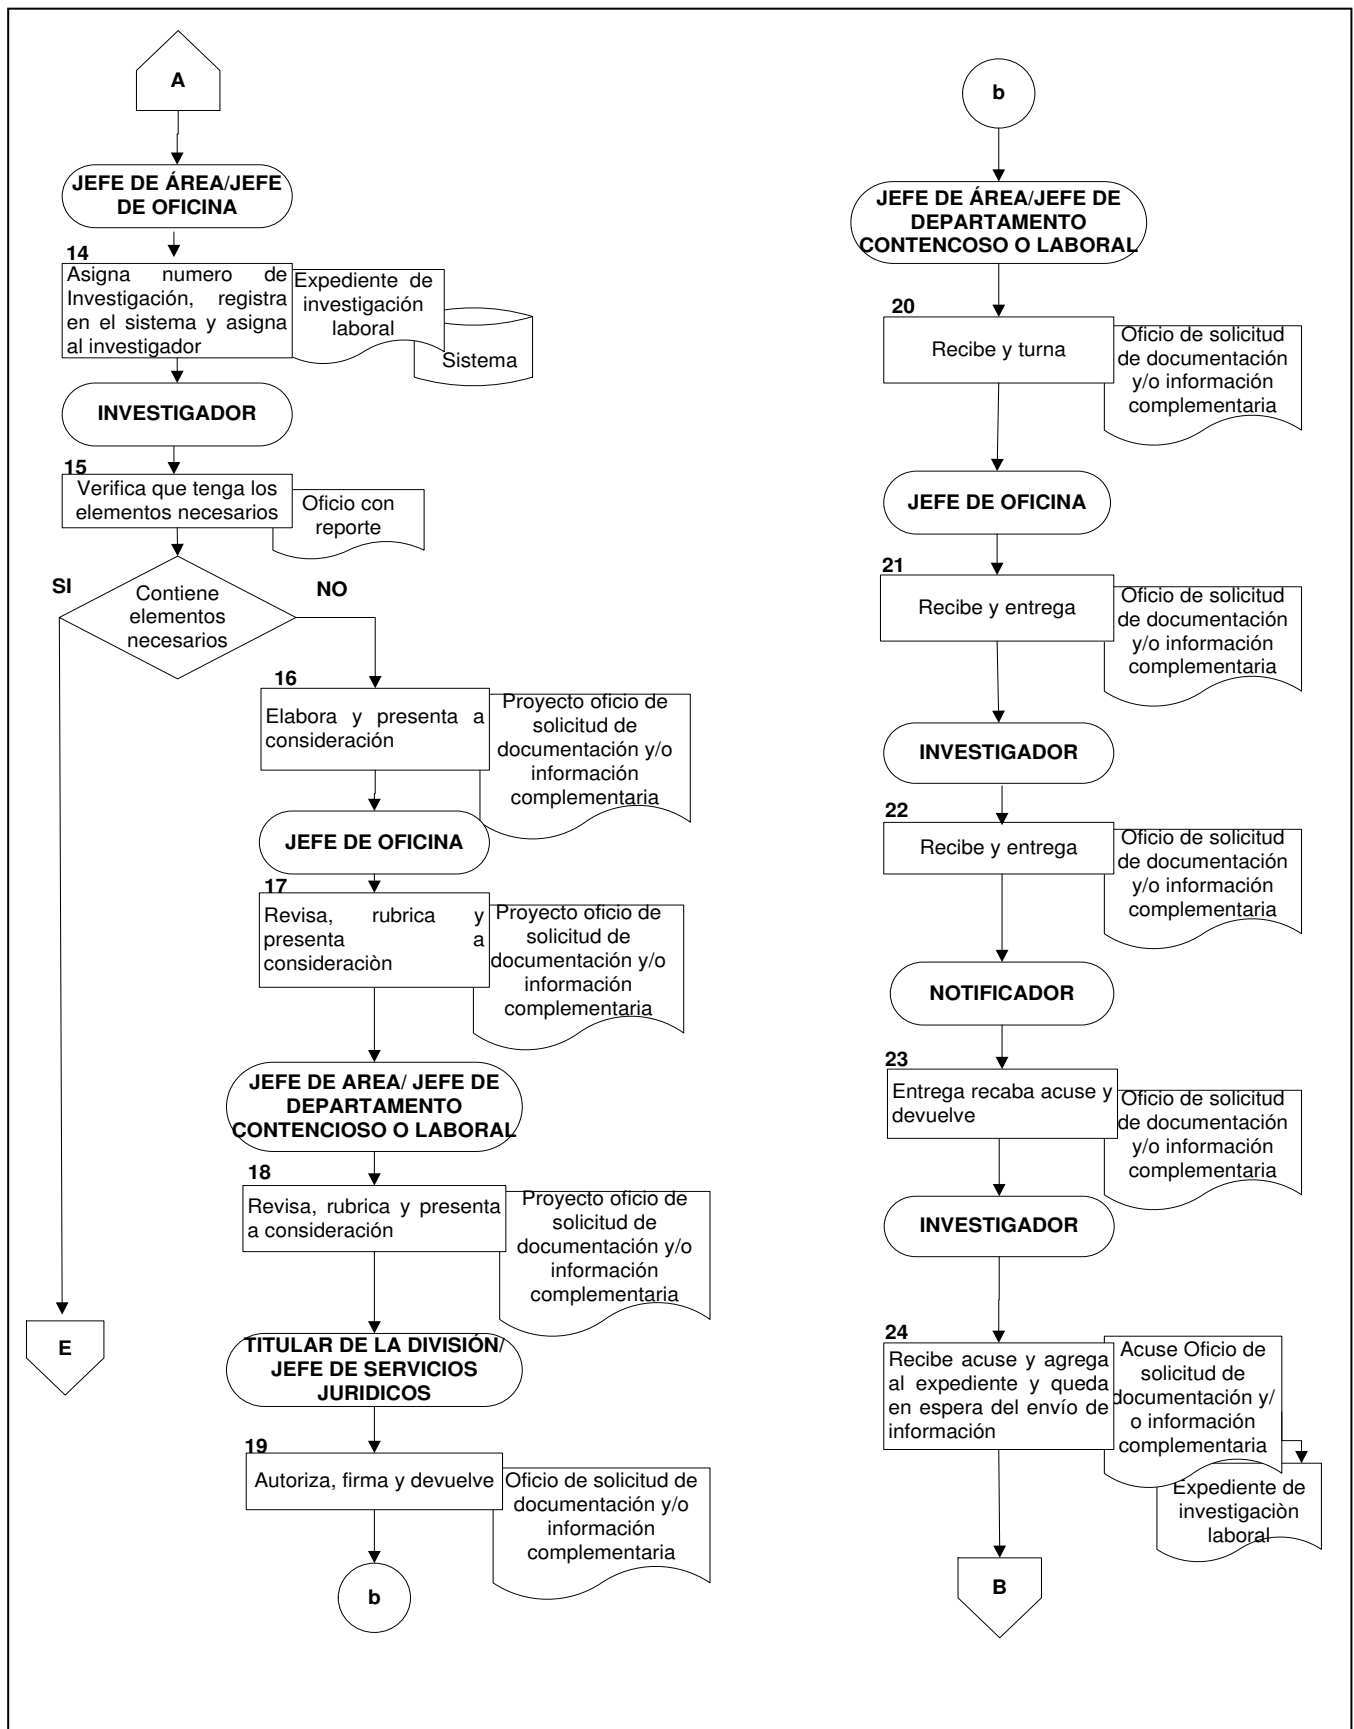 A
JEFE DE ÁREA/JEFE
DE OFICINA
14
Asigna numero de
Investigación, registra
en el sistema y asigna
al investigador
Expediente de
investigación
laboral
Sistema
INVESTIGADOR
15
Verifica que tenga los
elementos necesarios
Oficio con
reporte
SI
Contiene
elementos
necesarios
NO
16
Elabora y presenta a
consideración
Proyecto oficio de
solicitud de
documentación y/o
información
complementaria
JEFE DE OFICINA
17
Revisa, rubrica y
presenta a
consideraciòn
Proyecto oficio de
solicitud de
documentación y/o
información
complementaria
JEFE DE AREA/ JEFE DE
DEPARTAMENTO
CONTENCIOSO O LABORAL
18
Revisa, rubrica y presenta
a consideración
Proyecto oficio de
solicitud de
documentación y/o
información
complementaria
E
TITULAR DE LA DIVISIÓN/
JEFE DE SERVICIOS
JURIDICOS
19
Autoriza, firma y devuelve
Oficio de solicitud de
documentación y/o
información
complementaria
b
b
JEFE DE ÁREA/JEFE DE
DEPARTAMENTO
CONTENCOSO O LABORAL
20
Recibe y turna
Oficio de solicitud
de documentación
y/o información
complementaria
JEFE DE OFICINA
21
Recibe y entrega
Oficio de solicitud
de documentación
y/o información
complementaria
INVESTIGADOR
22
Recibe y entrega
Oficio de solicitud
de documentación
y/o información
complementaria
NOTIFICADOR
23
Entrega recaba acuse y
devuelve
Oficio de solicitud
de documentación
y/o información
complementaria
INVESTIGADOR
24
Recibe acuse y agrega
al expediente y queda
en espera del envío de
información
Acuse Oficio de
solicitud de
documentación y/
o información
complementaria
Expediente de
investigaciòn
laboral
B